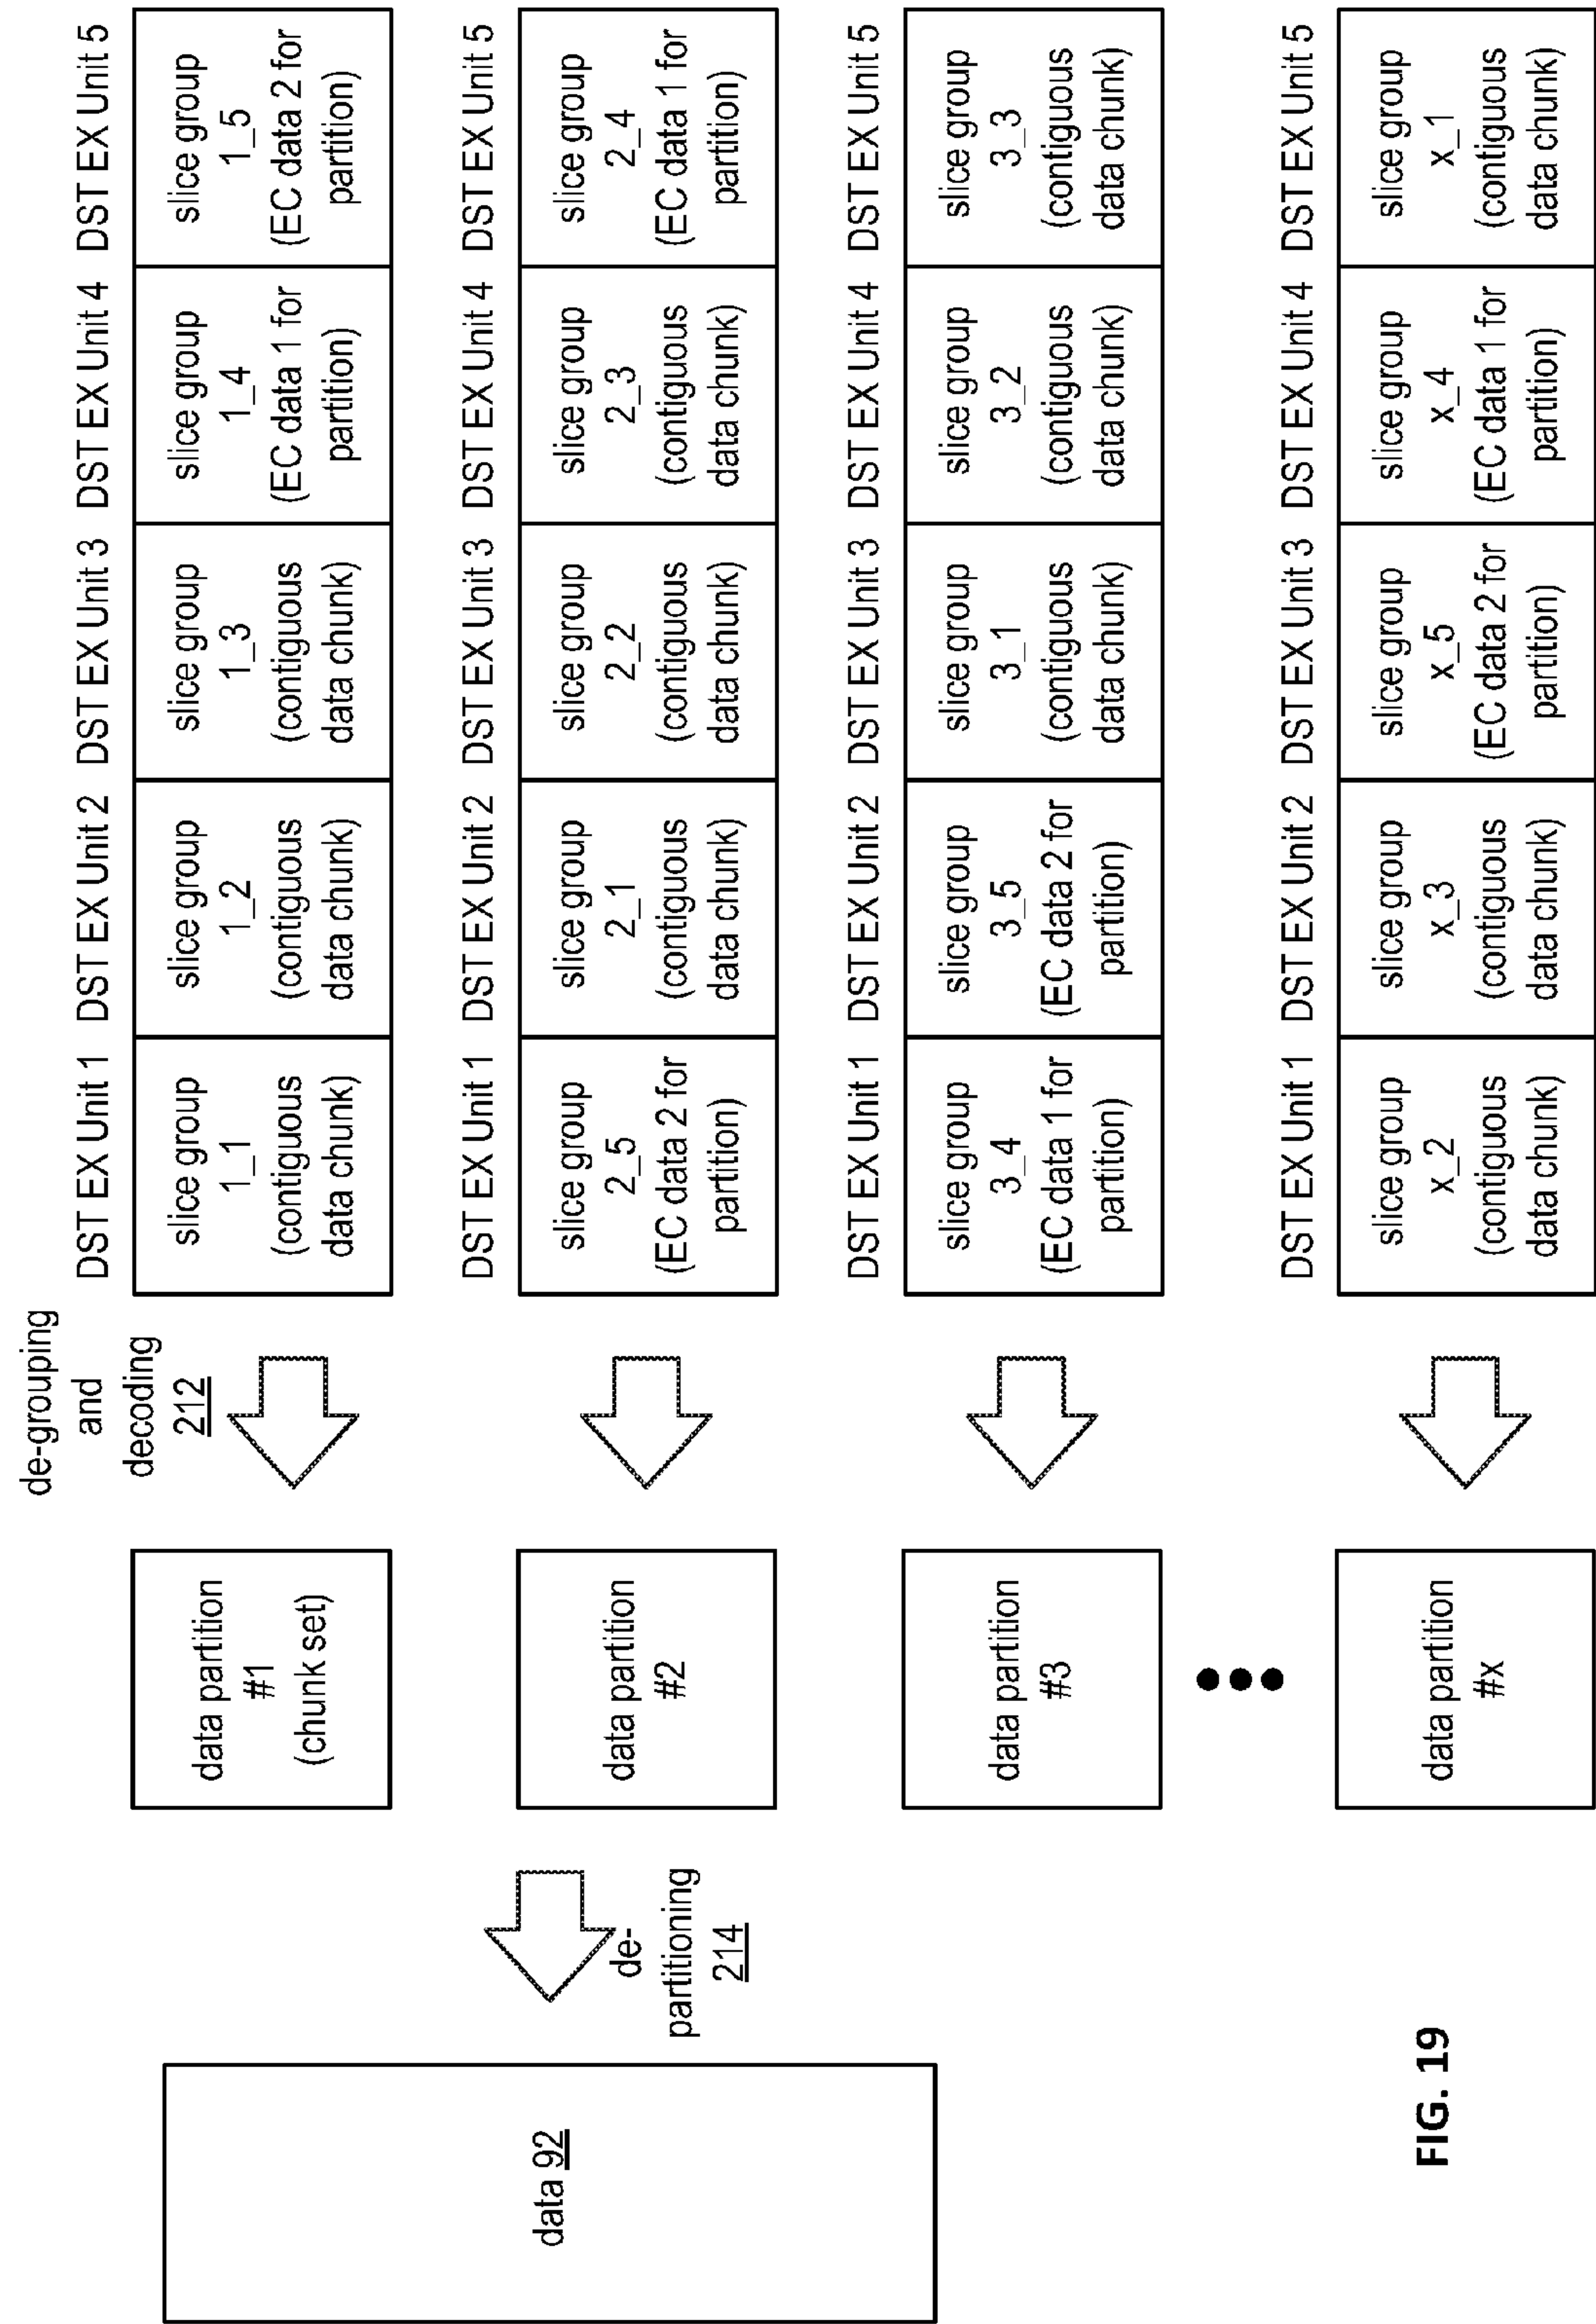 de-grouping
and
decoding
212
DST EX Unit 1 DST EX Unit 2 DST EX Unit 3 DST EX Unit 4 DST EX Unit 5
data partition
#1
(chunk set)
slice group
1_1
(contiguous
data chunk)
slice group
1_2
(contiguous
data chunk)
slice group
1_3
(contiguous
data chunk)
slice group
1_4
(EC data 1 for
partition)
slice group
1_5
(EC data 2 for
partition)
data 92
de-
partitioning
214
DST EX Unit 1 DST EX Unit 2 DST EX Unit 3 DST EX Unit 4 DST EX Unit 5
data partition
#2
slice group
2_5
(EC data 2 for
partition)
slice group
2_1
(contiguous
data chunk)
slice group
2_2
(contiguous
data chunk)
slice group
2_3
(contiguous
data chunk)
slice group
2_4
(EC data 1 for
partition)
DST EX Unit 1 DST EX Unit 2 DST EX Unit 3 DST EX Unit 4 DST EX Unit 5
data partition
#3
slice group
3_4
(EC data 1 for
partition)
slice group
3_5
(EC data 2 for
partition)
slice group
3_1
(contiguous
data chunk)
slice group
3_2
(contiguous
data chunk)
slice group
3_3
(contiguous
data chunk)
DST EX Unit 1 DST EX Unit 2 DST EX Unit 3 DST EX Unit 4 DST EX Unit 5
data partition
#x
slice group
x_2
(contiguous
data chunk)
slice group
x_3
(contiguous
data chunk)
slice group
x_5
(EC data 2 for
partition)
slice group
x_4
(EC data 1 for
partition)
slice group
x_1
(contiguous
data chunk)
FIG. 19